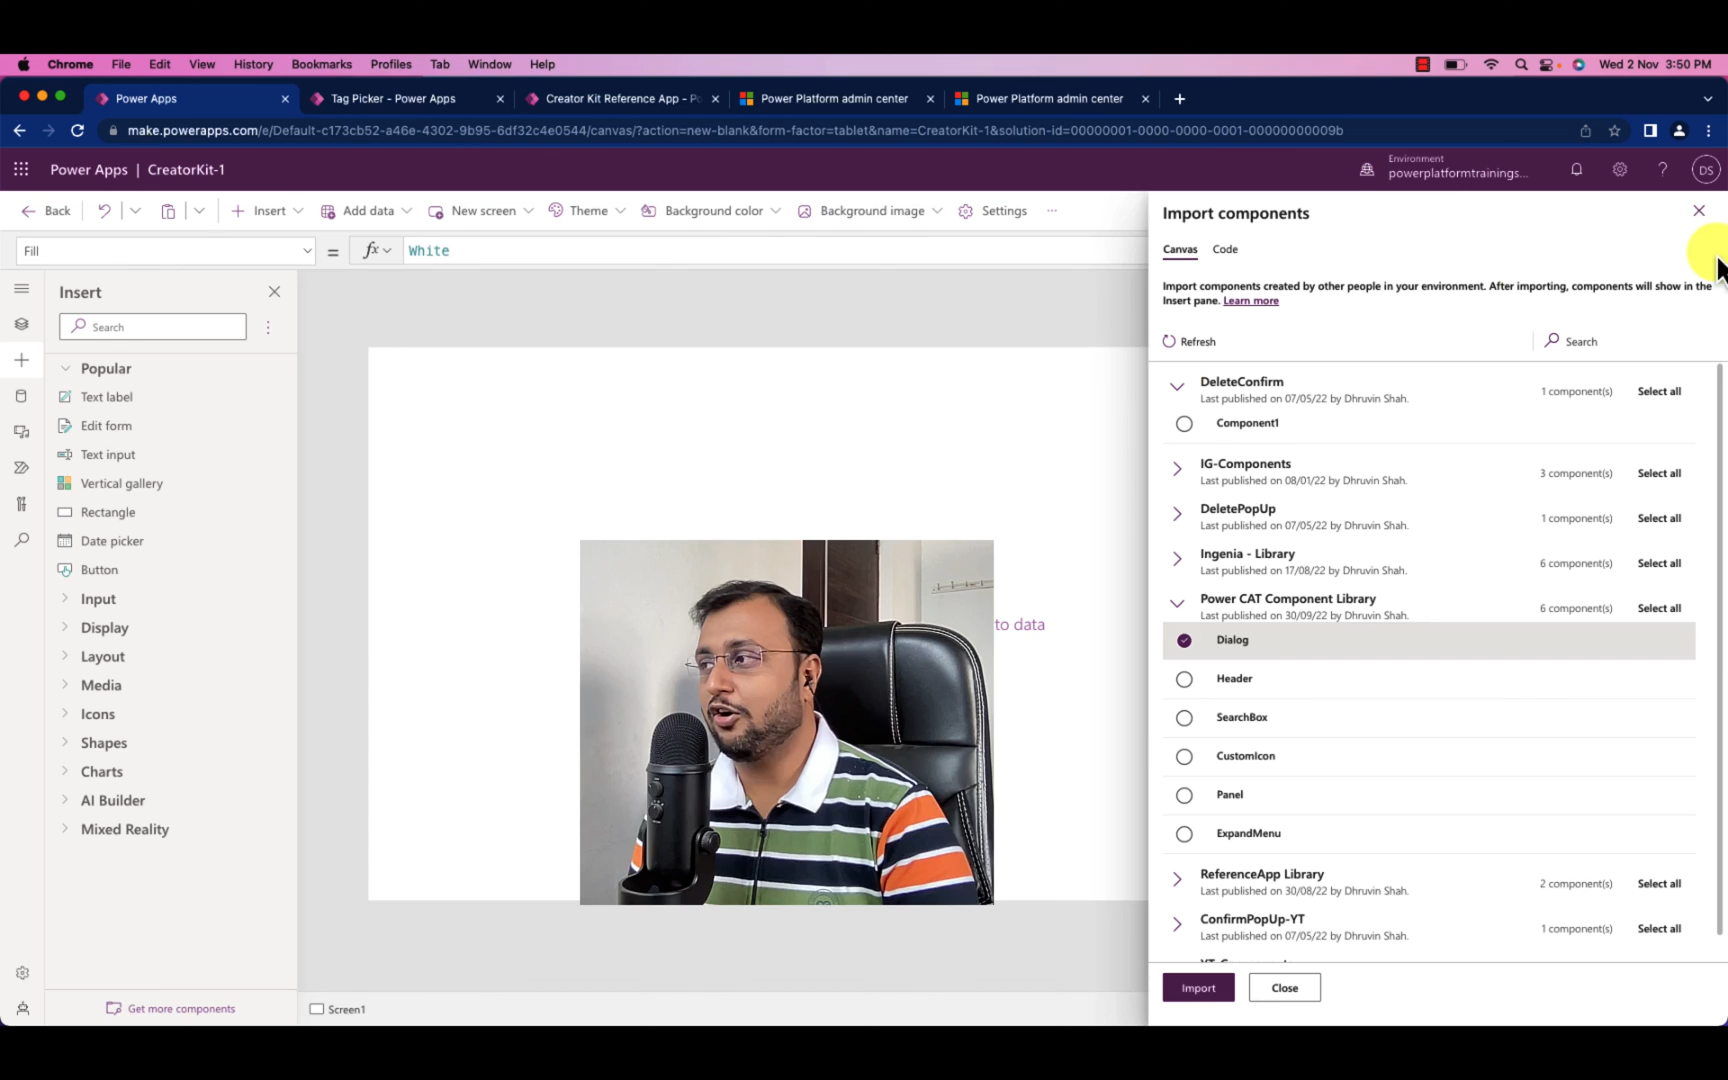 Chrome File Edit View History Bookmarks Profiles Tab Window Help Wed 2 Nov 3:50 PM
Power Apps Tag Picker - Power Apps Creator Kit Reference App - Po Power Platform admin center Power Platform admin center
make.powerapps.com/e/Default-c173cb52-a46e-4302-9b95-6df32c4e0544/canvas/?action=new-blank&form-factor=tablet&name=CreatorKit-1&solution-id=00000001-0000-0000-0001-00000000009b
Power Apps | CreatorKit-1
Environment
powerplatformtrainings...
DS
Back Insert Add data New screen Theme Background color Background image Settings ...
Fill = fx White
Insert
Search
Popular
Text label
Edit form
Text input
Vertical gallery
Rectangle
Date picker
Button
Input
Display
Layout
Media
Icons
Shapes
Charts
AI Builder
Mixed Reality
Get more components
to data
Screen1
Import components
Canvas Code
Import components created by other people in your environment. After importing, components will show in the
Insert pane. Learn more
Refresh Search
DeleteConfirm
Last published on 07/05/22 by Dhruvin Shah.
1 component(s) Select all
Component1
IG-Components
Last published on 08/01/22 by Dhruvin Shah.
3 component(s) Select all
DeletePopUp
Last published on 07/05/22 by Dhruvin Shah.
1 component(s) Select all
Ingenia - Library
Last published on 17/08/22 by Dhruvin Shah.
6 component(s) Select all
Power CAT Component Library
Last published on 30/09/22 by Dhruvin Shah.
6 component(s) Select all
Dialog
Header
SearchBox
CustomIcon
Panel
ExpandMenu
ReferenceApp Library
Last published on 30/08/22 by Dhruvin Shah.
2 component(s) Select all
ConfirmPopUp-YT
Last published on 07/05/22 by Dhruvin Shah.
1 component(s) Select all
Import Close